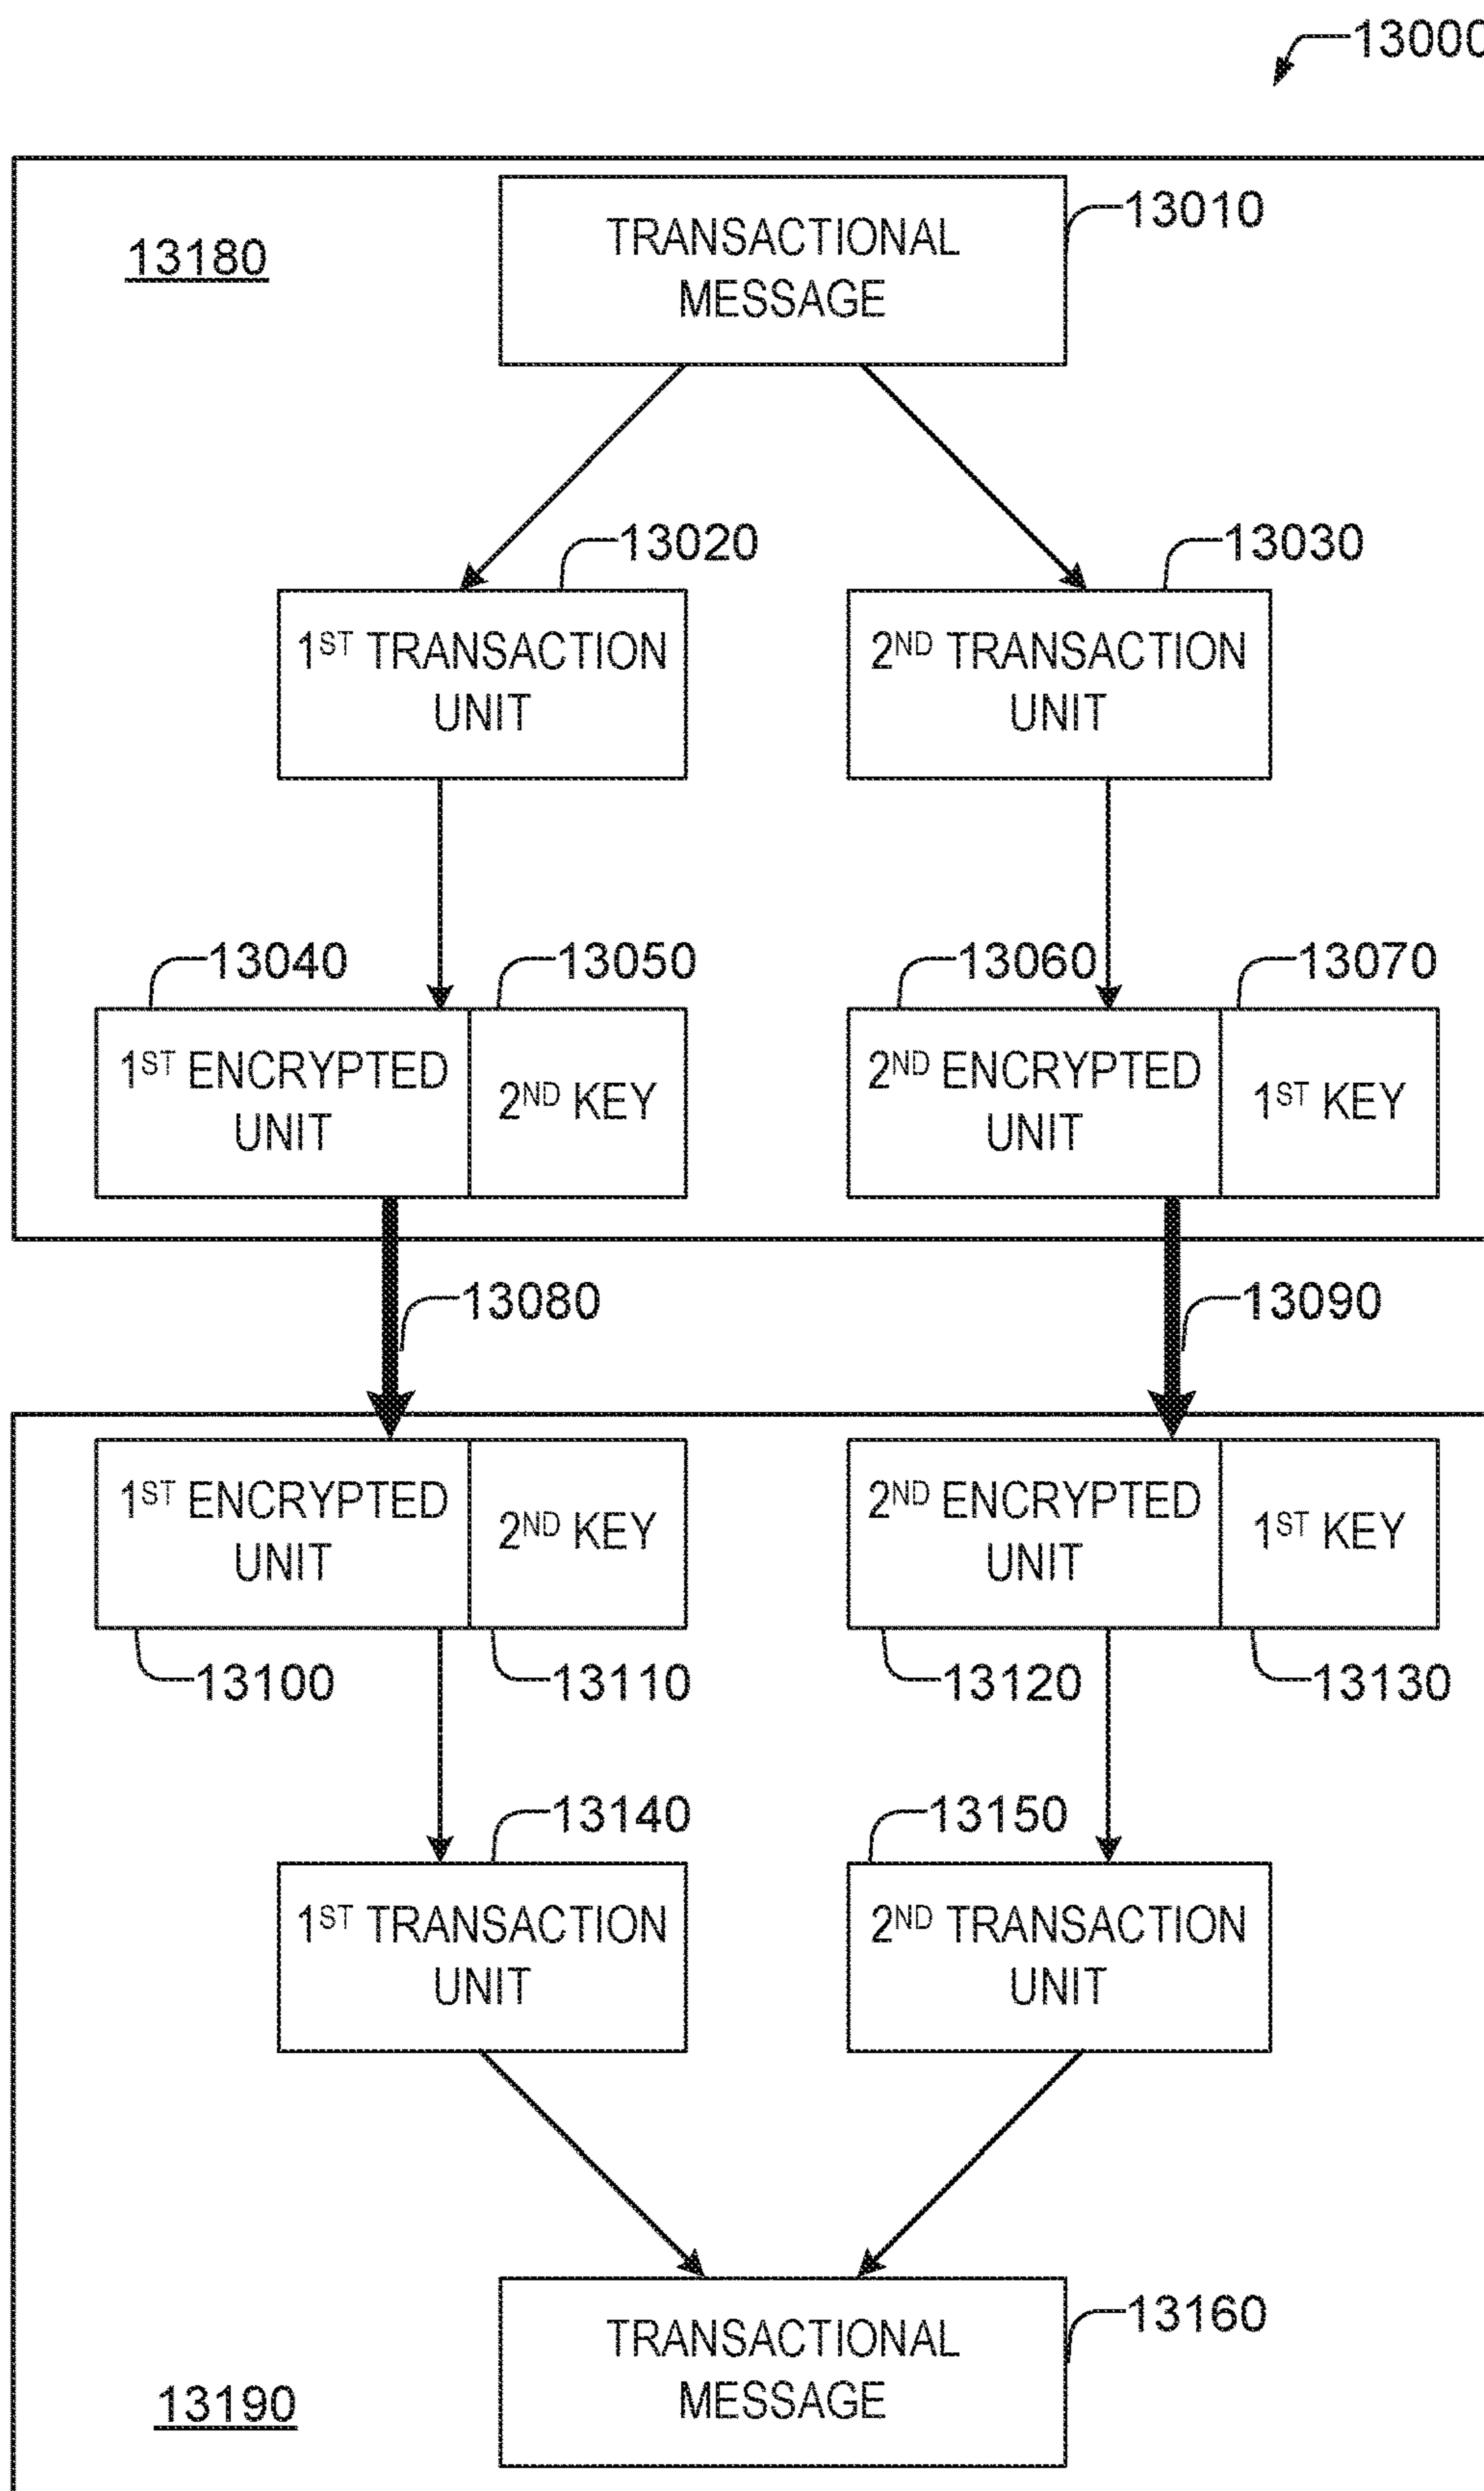 13000
13180
TRANSACTIONAL
MESSAGE
13010
13020
13030
1ST TRANSACTION
UNIT
2ND TRANSACTION
UNIT
13040
13050
13060
13070
1ST ENCRYPTED
UNIT
2ND KEY
2ND ENCRYPTED
UNIT
1ST KEY
13080
13090
1ST ENCRYPTED
UNIT
2ND KEY
2ND ENCRYPTED
UNIT
1ST KEY
13100
13110
13120
13130
13140
13150
1ST TRANSACTION
UNIT
2ND TRANSACTION
UNIT
TRANSACTIONAL
MESSAGE
13160
13190